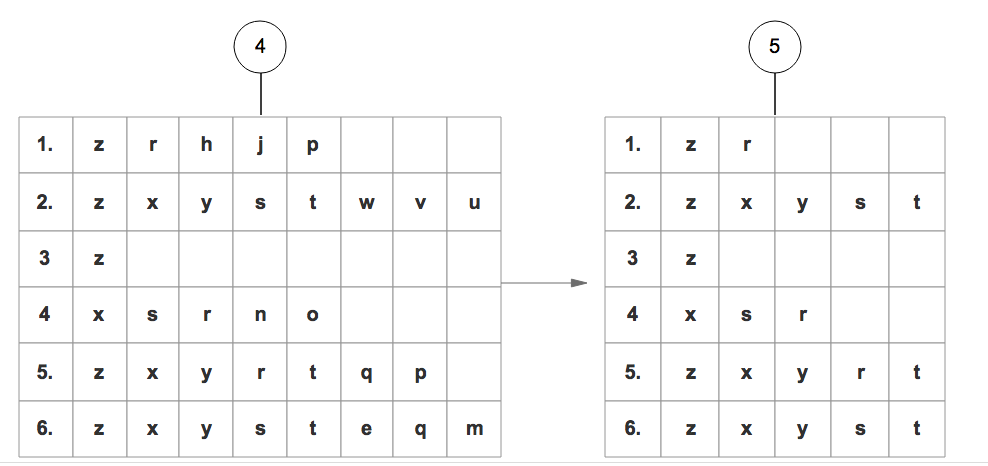 4 5
1. z r h j p 1. z r
2. z x y s t w v u 2. z x y s t
3 z 3 z
4 x s r n o 4 x s r
5. z x y r t q p 5. z x y r t
6. z x y s t e q m 6. z x y s t